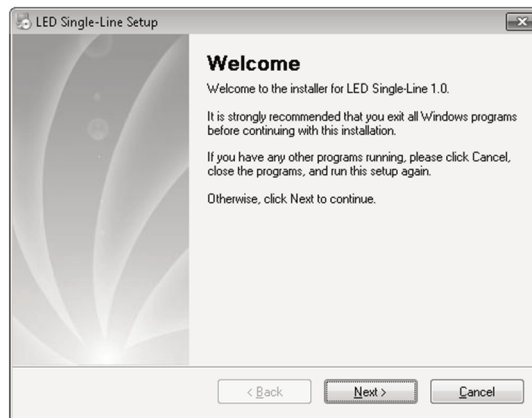 LED Single-Line Setup
Welcome
Welcome to the installer for LED Single-Line 1.0.
It is strongly recommended that you exit all Windows programs
before continuing with this installation.
If you have any other programs running, please click Cancel,
close the programs, and run this setup again.
Otherwise, click Next to continue.
< Back
Next >
Cancel